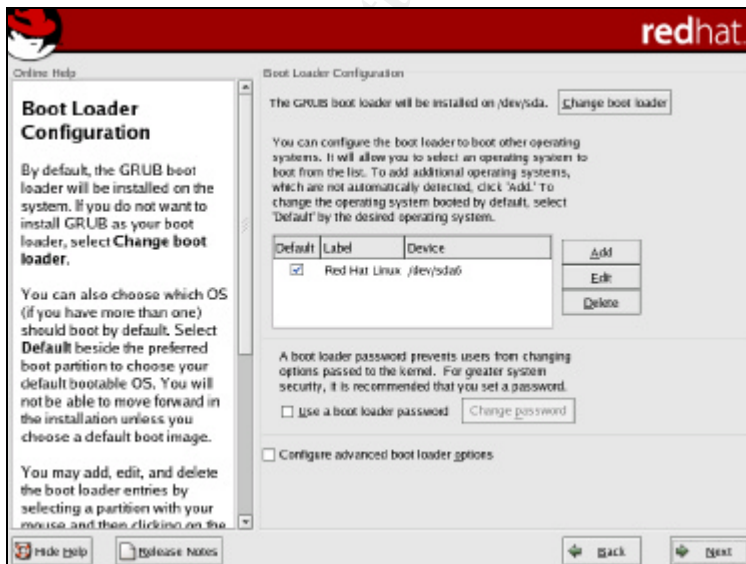 redhat.
Online Help
Boot Loader
Configuration
By default, the GRUB boot
loader will be installed on the
system. If you do not want to
install GRUB as your boot
loader, select Change boot
loader.
You can also choose which OS
(if you have more than one)
should boot by default. Select
Default beside the preferred
boot partition to choose your
default bootable OS. You will
not be able to move forward in
the installation unless you
choose a default boot image.
You may add, edit, and delete
the boot loader entries by
selecting a partition with your
mouse and then clicking on the
Boot Loader Configuration
The GRUB boot loader will be installed on /dev/sda. Change boot loader
You can configure the boot loader to boot other operating
systems. It will allow you to select an operating system to
boot from the list. To add additional operating systems,
which are not automatically detected, click 'Add.' To
change the operating system booted by default, select
'Default' by the desired operating system.
Default Label Device
Red Hat Linux /dev/sda6
Add
Edit
Delete
A boot loader password prevents users from changing
options passed to the kernel. For greater system
security, it is recommended that you set a password.
Use a boot loader password Change password
Configure advanced boot loader options
Hide Help Release Notes Back Next